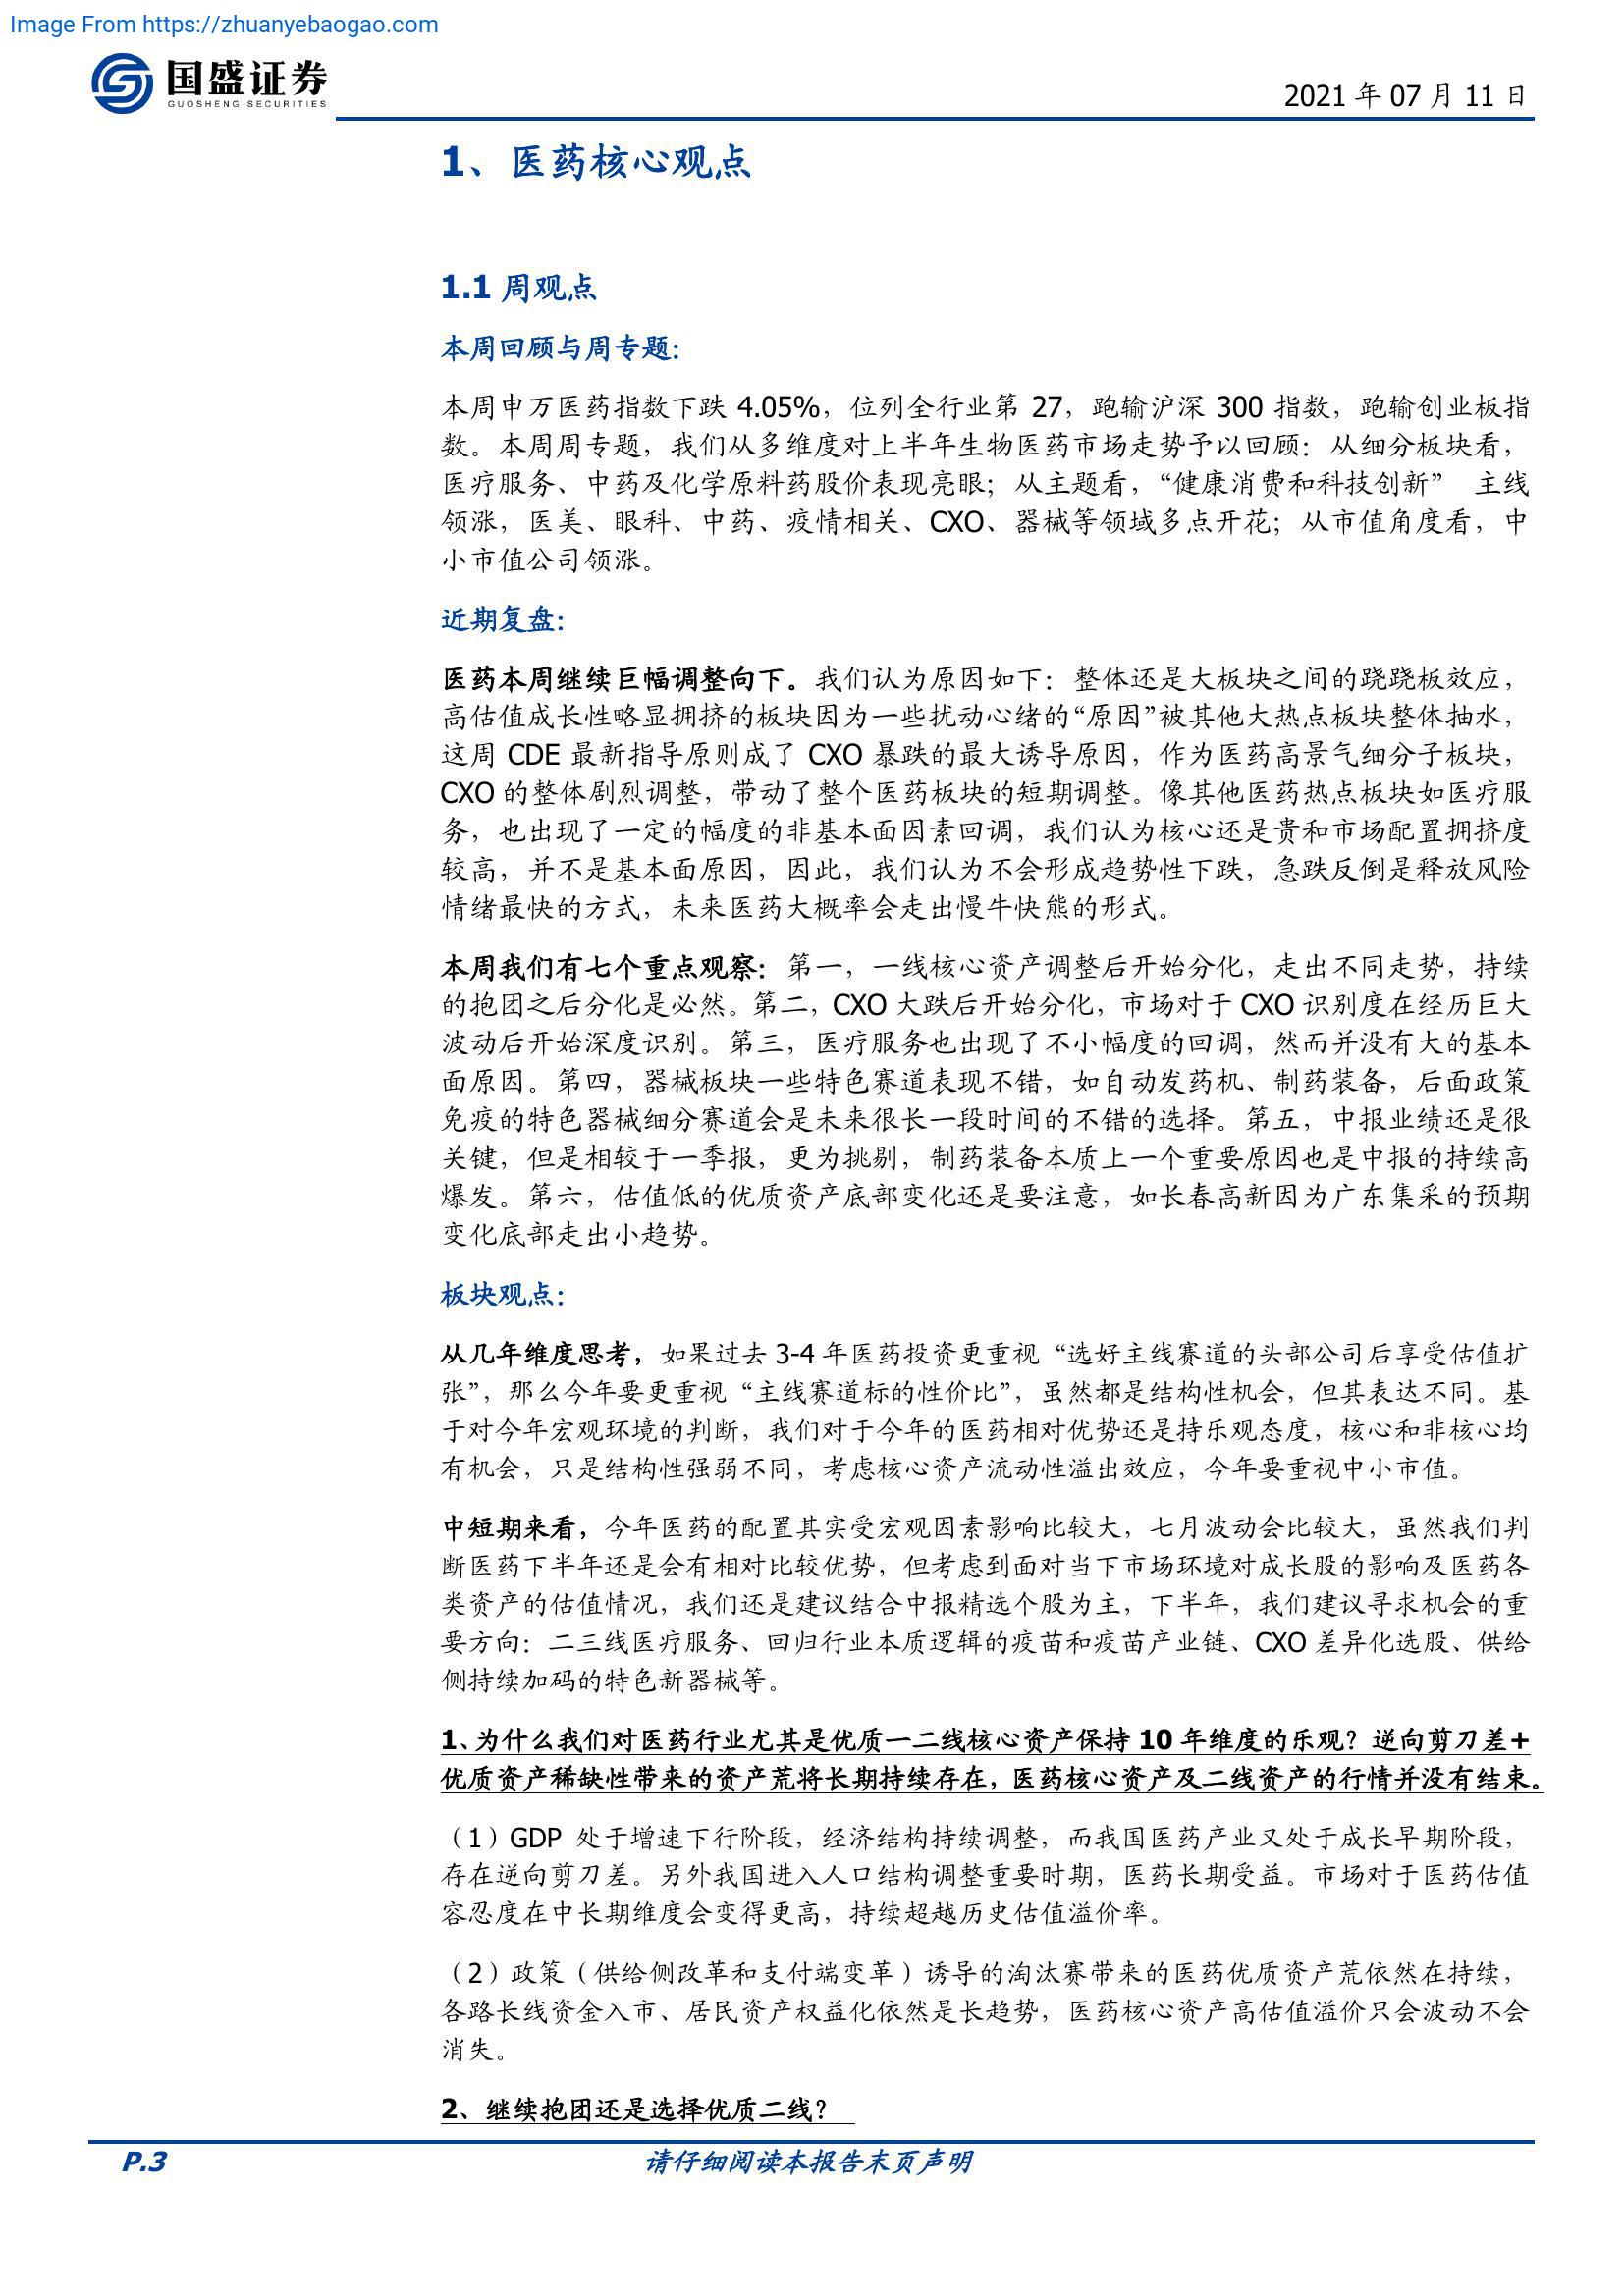 Image From https://zhuanyebaogao.com
国盛证券
GUOSHENG SECURITIES
2021 年 07 月 11 日
1、医药核心观点
1.1 周观点
本周回顾与周专题：
本周申万医药指数下跌 4.05%，位列全行业第 27，跑输沪深 300 指数，跑输创业板指
数。本周周专题，我们从多维度对上半年生物医药市场走势予以回顾：从细分板块看，
医疗服务、中药及化学原料药股价表现亮眼；从主题看，“健康消费和科技创新” 主线
领涨，医美、眼科、中药、疫情相关、CXO、器械等领域多点开花；从市值角度看，中
小市值公司领涨。
近期复盘：
医药本周继续巨幅调整向下。我们认为原因如下：整体还是大板块之间的跷跷板效应，
高估值成长性略显拥挤的板块因为一些扰动心绪的“原因”被其他大热点板块整体抽水，
这周 CDE 最新指导原则成了 CXO 暴跌的最大诱导原因，作为医药高景气细分子板块，
CXO 的整体剧烈调整，带动了整个医药板块的短期调整。像其他医药热点板块如医疗服
务，也出现了一定的幅度的非基本面因素回调，我们认为核心还是贵和市场配置拥挤度
较高，并不是基本面原因，因此，我们认为不会形成趋势性下跌，急跌反倒是释放风险
情绪最快的方式，未来医药大概率会走出慢牛快熊的形式。
本周我们有七个重点观察：第一，一线核心资产调整后开始分化，走出不同走势，持续
的抱团之后分化是必然。第二，CXO 大跌后开始分化，市场对于 CXO 识别度在经历巨大
波动后开始深度识别。第三，医疗服务也出现了不小幅度的回调，然而并没有大的基本
面原因。第四，器械板块一些特色赛道表现不错，如自动发药机、制药装备，后面政策
免疫的特色器械细分赛道会是未来很长一段时间的不错的选择。第五，中报业绩还是很
关键，但是相较于一季报，更为挑剔，制药装备本质上一个重要原因也是中报的持续高
爆发。第六，估值低的优质资产底部变化还是要注意，如长春高新因为广东集采的预期
变化底部走出小趋势。
板块观点：
从几年维度思考，如果过去 3-4 年医药投资更重视“选好主线赛道的头部公司后享受估值扩
张”，那么今年要更重视“主线赛道标的性价比”，虽然都是结构性机会，但其表达不同。基
于对今年宏观环境的判断，我们对于今年的医药相对优势还是持乐观态度，核心和非核心均
有机会，只是结构性强弱不同，考虑核心资产流动性溢出效应，今年要重视中小市值。
中短期来看，今年医药的配置其实受宏观因素影响比较大，七月波动会比较大，虽然我们判
断医药下半年还是会有相对比较优势，但考虑到面对当下市场环境对成长股的影响及医药各
类资产的估值情况，我们还是建议结合中报精选个股为主，下半年，我们建议寻求机会的重
要方向：二三线医疗服务、回归行业本质逻辑的疫苗和疫苗产业链、CXO 差异化选股、供给
侧持续加码的特色新器械等。
1、为什么我们对医药行业尤其是优质一二线核心资产保持 10 年维度的乐观？逆向剪刀差+
优质资产稀缺性带来的资产荒将长期持续存在，医药核心资产及二线资产的行情并没有结束。
（1）GDP 处于增速下行阶段，经济结构持续调整，而我国医药产业又处于成长早期阶段，
存在逆向剪刀差。另外我国进入人口结构调整重要时期，医药长期受益。市场对于医药估值
容忍度在中长期维度会变得更高，持续超越历史估值溢价率。
（2）政策（供给侧改革和支付端变革）诱导的淘汰赛带来的医药优质资产荒依然在持续，
各路长线资金入市、居民资产权益化依然是长趋势，医药核心资产高估值溢价只会波动不会
消失。
2、继续抱团还是选择优质二线？
P.3
请仔细阅读本报告末页声明